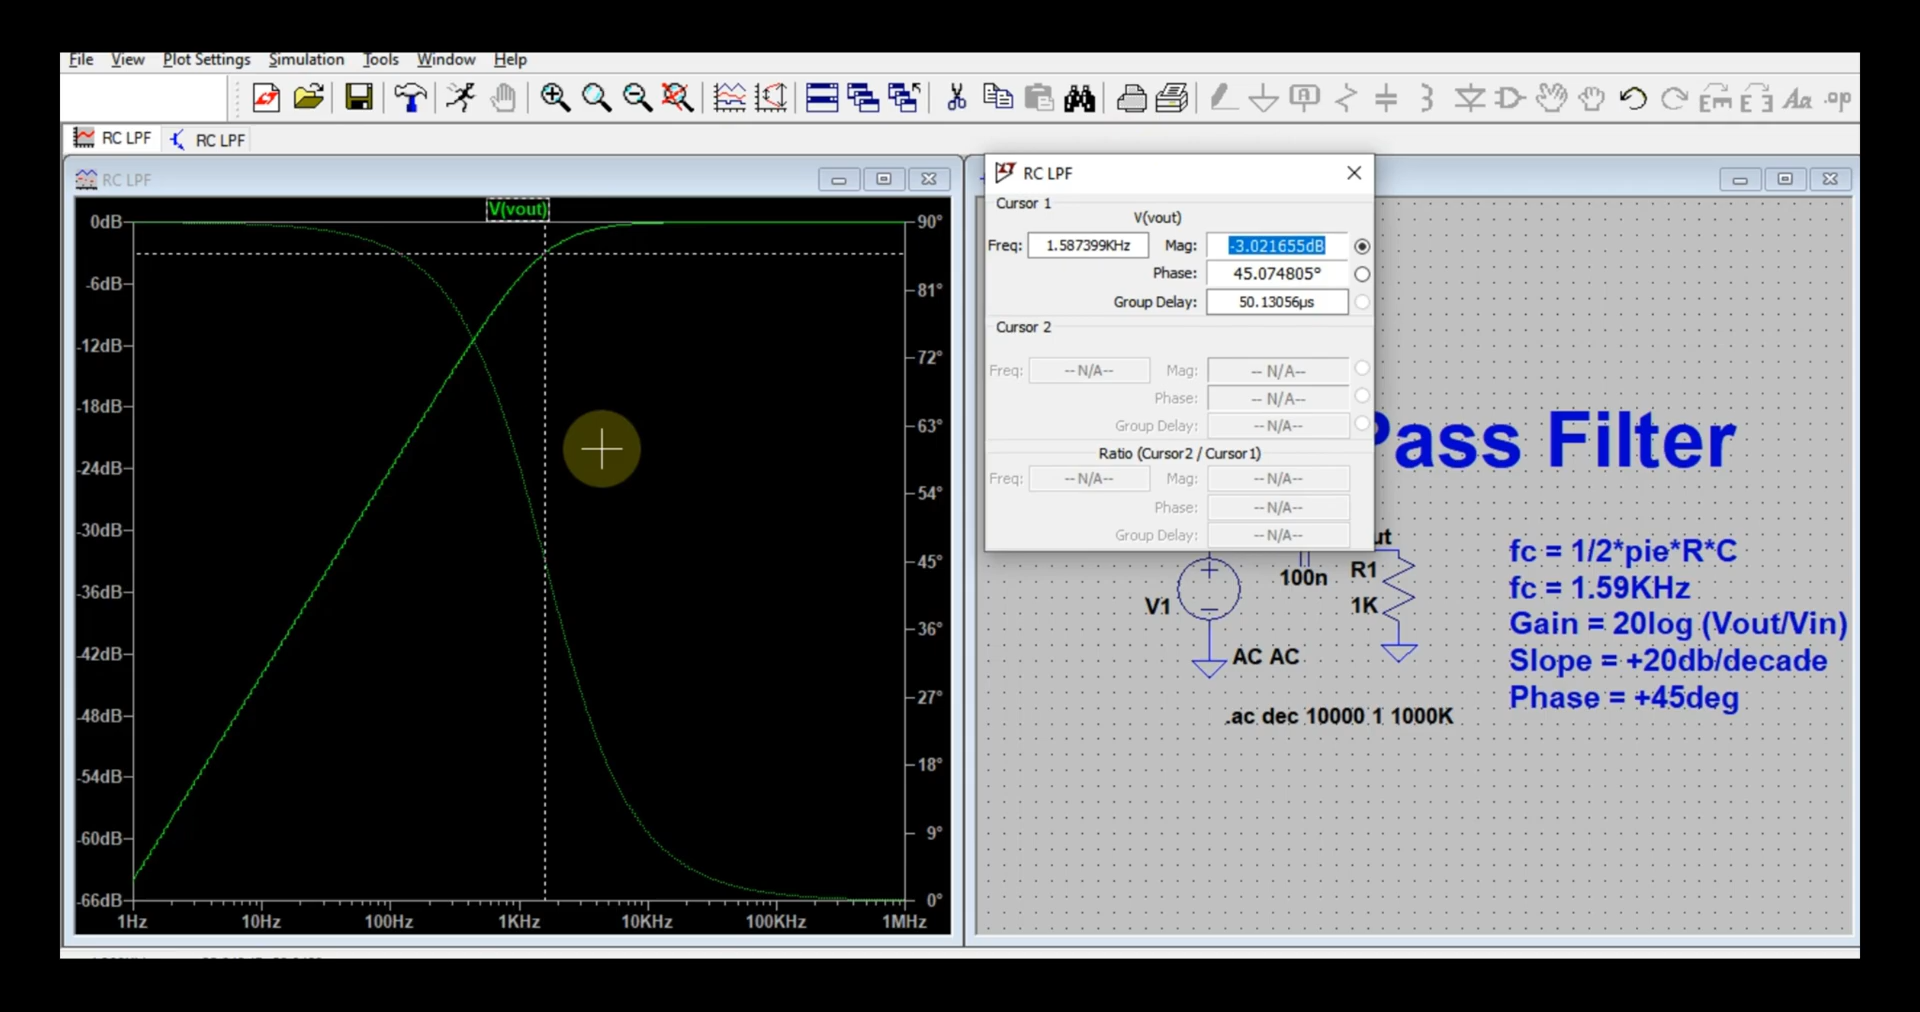 File View Plot Settings Simulation Tools Window Help
RC LPF RC LPF
RC LPF
V(vout)
0dB
-6dB
-12dB
-18dB
-24dB
-30dB
-36dB
-42dB
-48dB
-54dB
-60dB
-66dB
90°
81°
72°
63°
54°
45°
36°
27°
18°
9°
0°
1Hz 10Hz 100Hz 1KHz 10KHz 100KHz 1MHz
RC LPF
Cursor 1
V(vout)
Freq: 1.587399KHz Mag: -3.021655dB
Phase: 45.074805°
Group Delay: 50.13056µs
Cursor 2
Freq: -- N/A-- Mag: -- N/A--
Phase: -- N/A--
Group Delay: -- N/A--
Ratio (Cursor2 / Cursor1)
Freq: -- N/A-- Mag: -- N/A--
Phase: -- N/A--
Group Delay: -- N/A--
Pass Filter
ut
100n
R1
1K
V1
AC AC
.ac dec 10000 1 1000K
fc = 1/2*pie*R*C
fc = 1.59KHz
Gain = 20log (Vout/Vin)
Slope = +20db/decade
Phase = +45deg